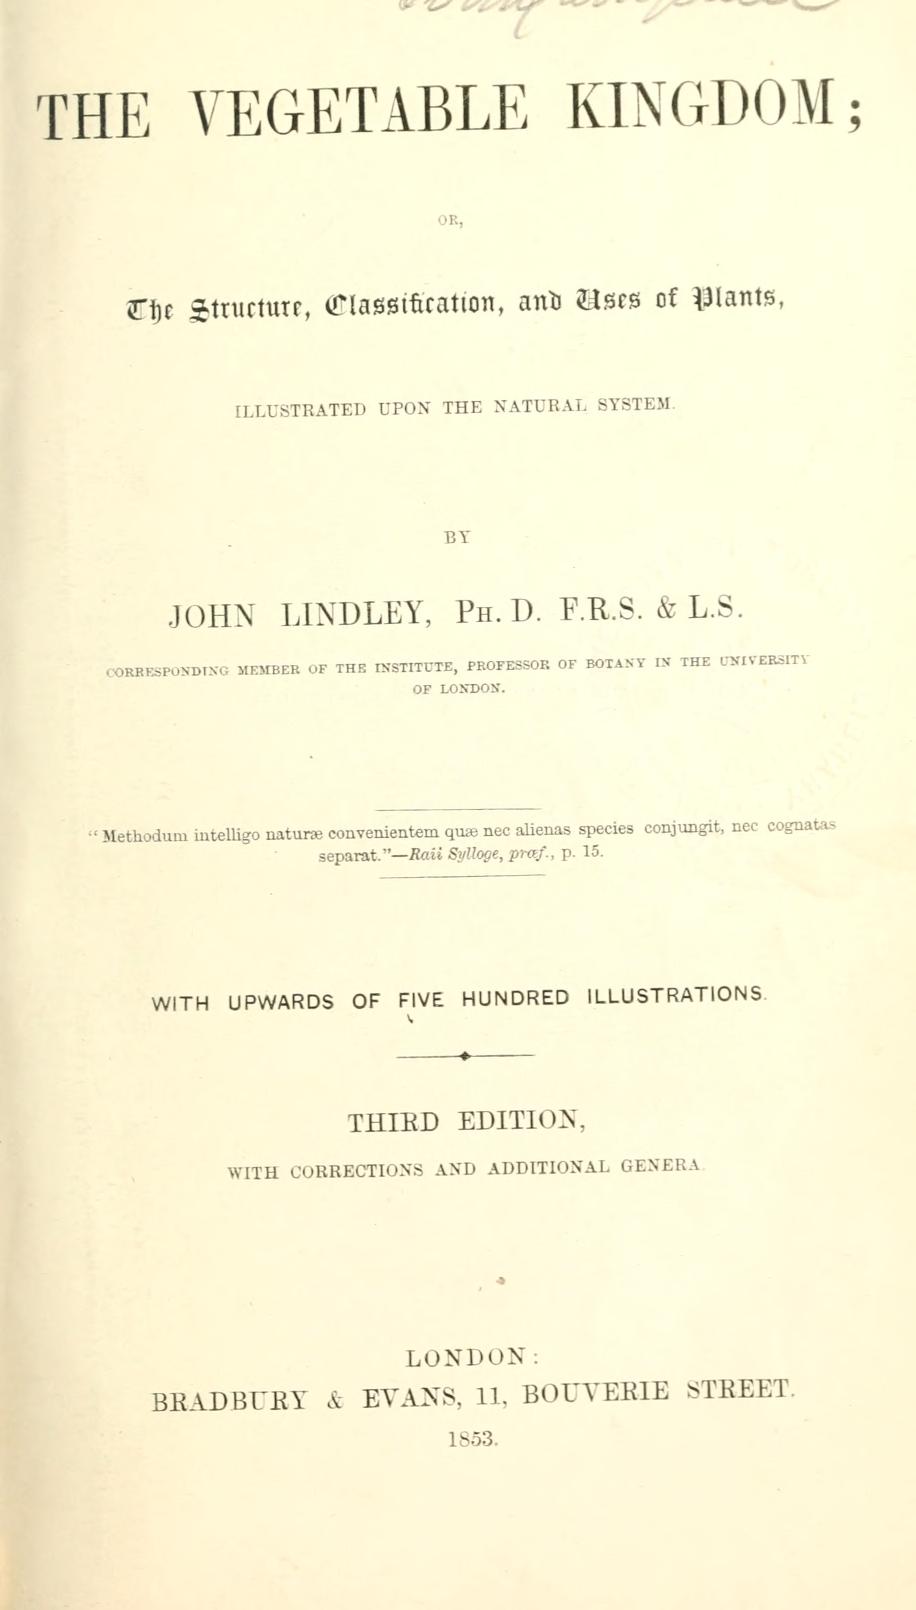 THE VEGETABLE KINGDOM;
OR,
The Structure, Classification, and Uses of Plants,
ILLUSTRATED UPON THE NATURAL SYSTEM.
BY
JOHN LINDLEY, PH. D. F.R.S. & L.S.
CORRESPONDING MEMBER OF THE INSTITUTE, PROFESSOR OF BOTANY IN THE UNIVERSITY
OF LONDON.
“Methodum intelligo naturæ convenientem quæ nec alienas species conjungit, nec cognatas
separat.”—Raii Sylloge, præf., p. 15.
WITH UPWARDS OF FIVE HUNDRED ILLUSTRATIONS.
THIRD EDITION,
WITH CORRECTIONS AND ADDITIONAL GENERA.
LONDON:
BRADBURY & EVANS, 11, BOUVERIE STREET.
1853.